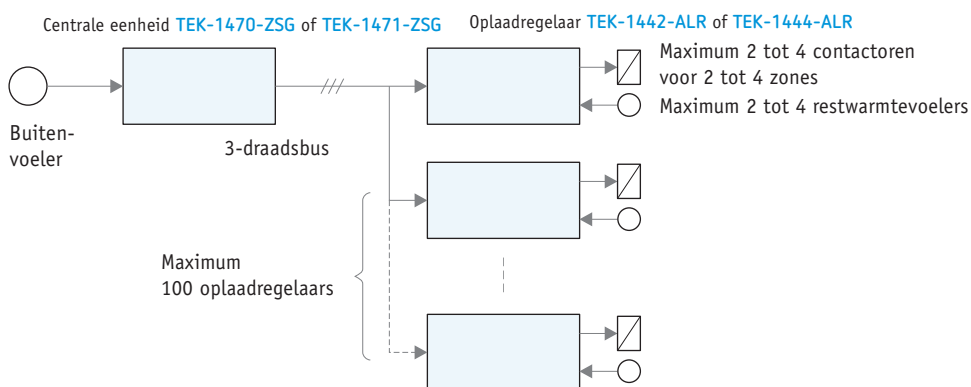 Centrale eenheid TEK-1470-ZSG of TEK-1471-ZSG
Oplaadregelaar TEK-1442-ALR of TEK-1444-ALR
Maximum 2 tot 4 contactoren
voor 2 tot 4 zones
Maximum 2 tot 4 restwarmtevoelers
Buiten-
voeler
3-draadsbus
Maximum
100 oplaadregelaars